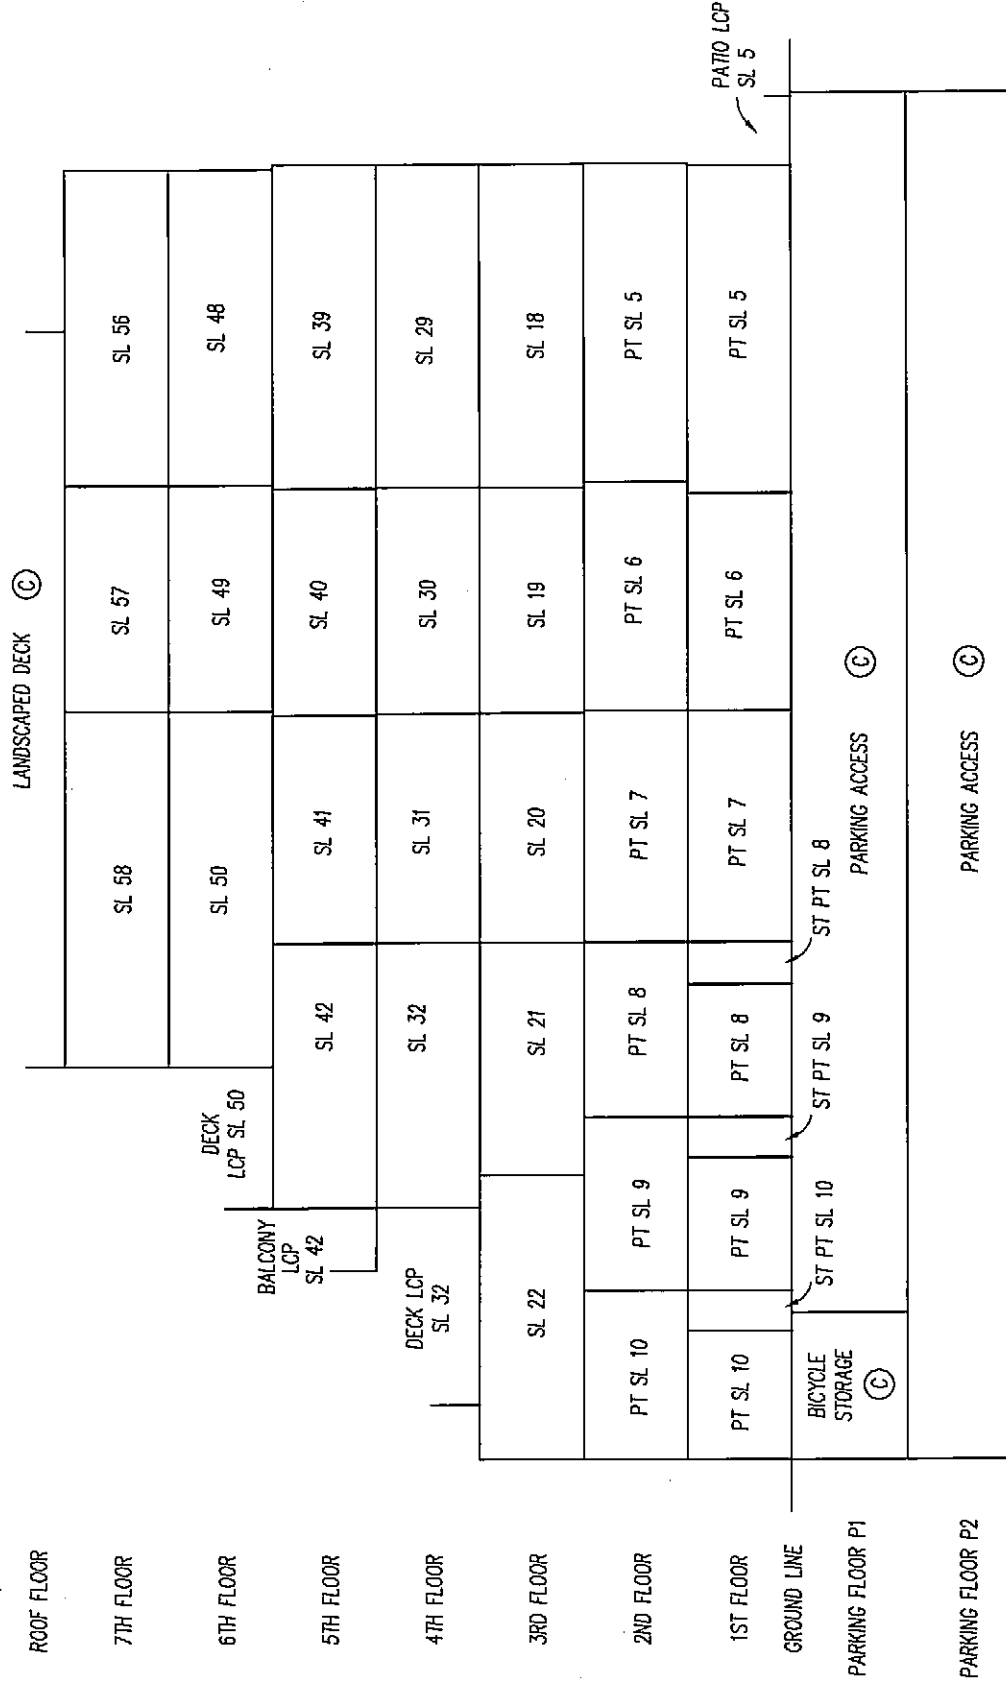 LANDSCAPED DECK Ⓒ
ROOF FLOOR
7TH FLOOR
SL 58
SL 57
SL 56
6TH FLOOR
DECK
LCP SL 50
SL 50
SL 49
SL 48
5TH FLOOR
BALCONY
LCP
SL 42
SL 42
SL 41
SL 40
SL 39
4TH FLOOR
DECK LCP
SL 32
SL 32
SL 31
SL 30
SL 29
3RD FLOOR
SL 22
SL 21
SL 20
SL 19
SL 18
2ND FLOOR
PT SL 10
PT SL 9
PT SL 8
PT SL 7
PT SL 6
PT SL 5
PATIO LCP
SL 5
1ST FLOOR
PT SL 10
PT SL 9
PT SL 8
PT SL 7
PT SL 6
PT SL 5
GROUND LINE
ST PT SL 10
ST PT SL 9
ST PT SL 8
PARKING FLOOR P1
BICYCLE
STORAGE
Ⓒ
PARKING ACCESS Ⓒ
PARKING FLOOR P2
PARKING ACCESS Ⓒ